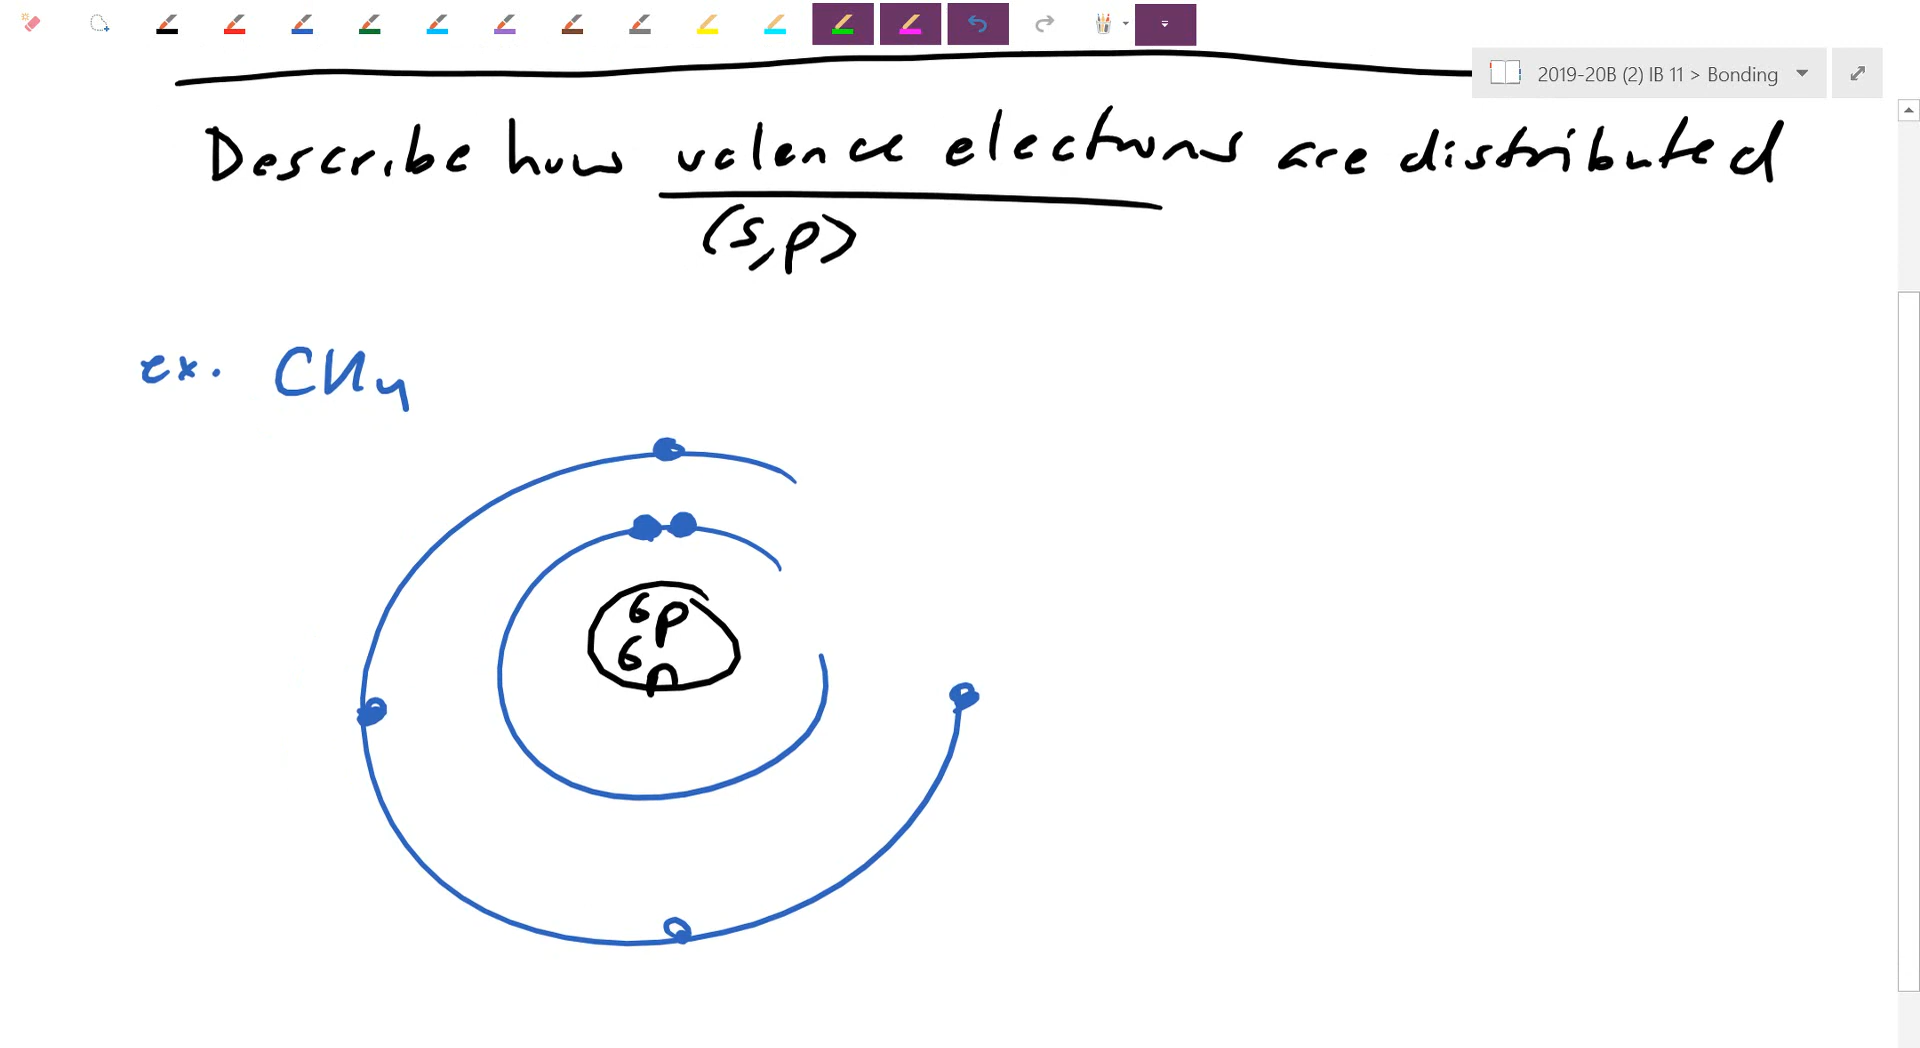 2019-20B (2) IB 11 > Bonding
Describe how valence electrons are distributed
(s,p)
ex. CH4
6p
6n